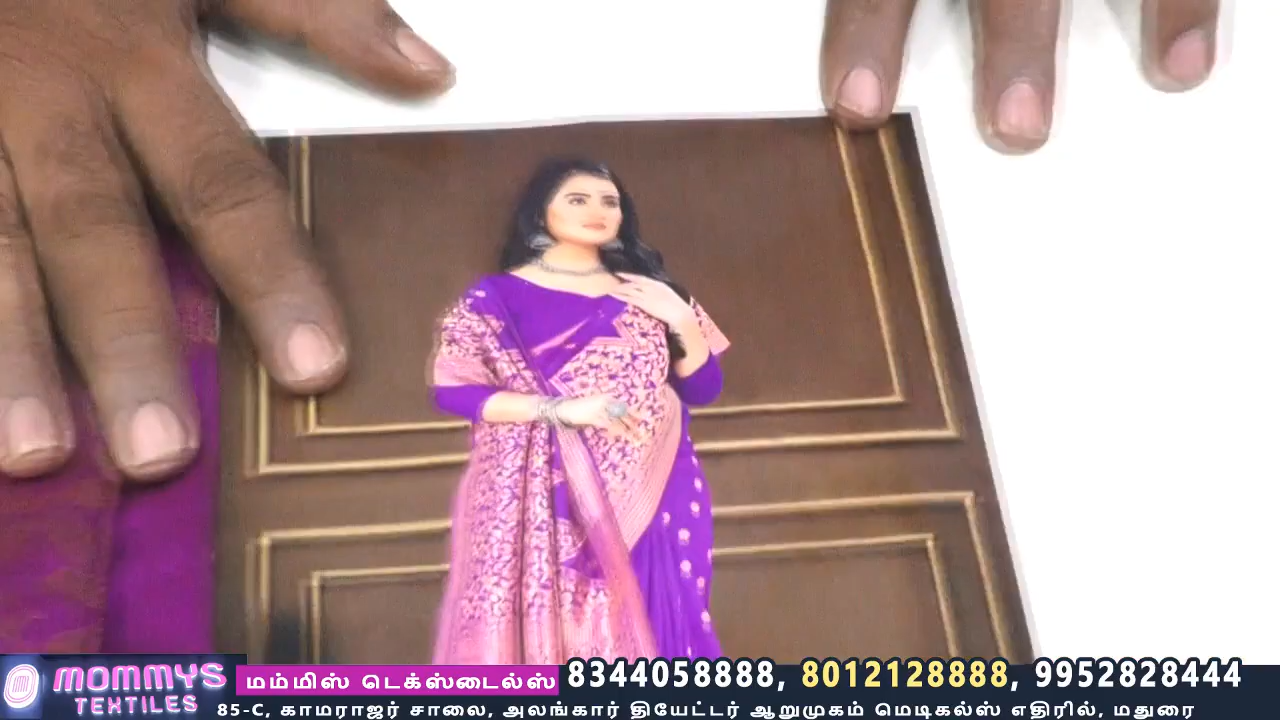 MOMMYS
TEXTILES
மம்மிஸ் டெக்ஸ்டைல்ஸ்
8344058888, 8012128888, 9952828444
85-C, காமராஜர் சாலை, அலங்கார் தியேட்டர் ஆறுமுகம் மெடிகல்ஸ் எதிரில், மதுரை